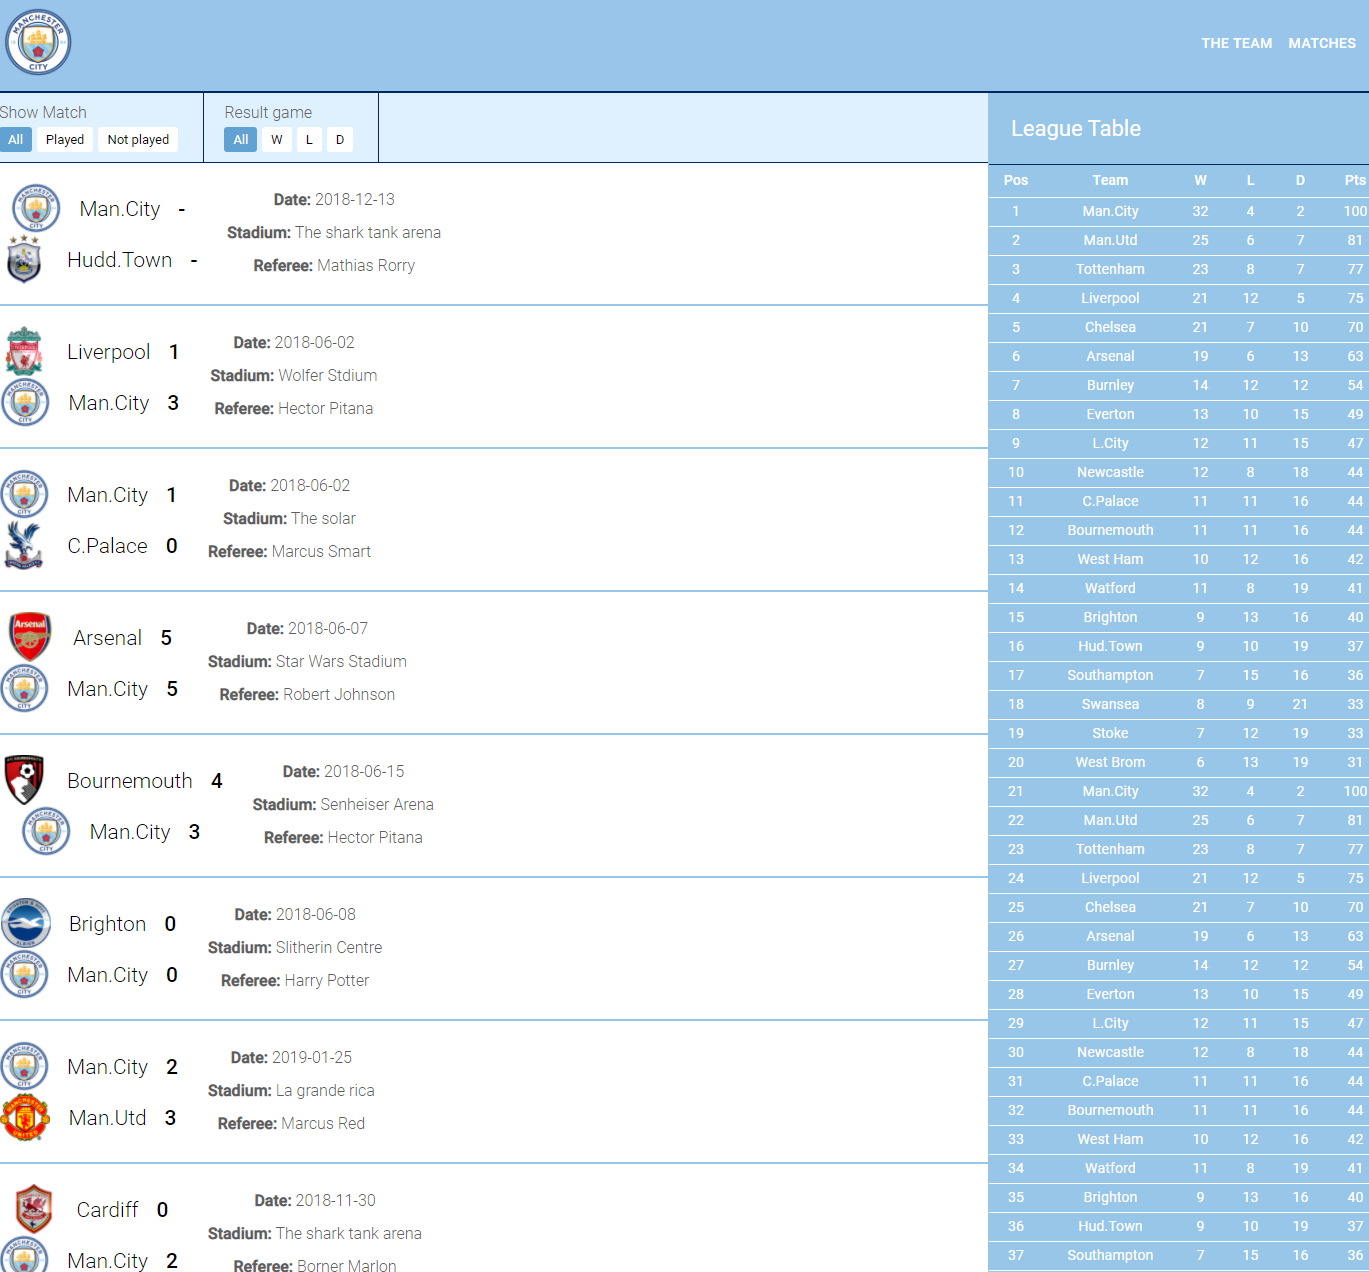 MANCHESTER
CITY
THE TEAM MATCHES
Show Match
All Played Not played
Result game
All W L D
Man.City -
Hudd.Town -
Date: 2018-12-13
Stadium: The shark tank arena
Referee: Mathias Rorry
Liverpool 1
Man.City 3
Date: 2018-06-02
Stadium: Wolfer Stdium
Referee: Hector Pitana
Man.City 1
C.Palace 0
Date: 2018-06-02
Stadium: The solar
Referee: Marcus Smart
Arsenal 5
Man.City 5
Date: 2018-06-07
Stadium: Star Wars Stadium
Referee: Robert Johnson
Bournemouth 4
Man.City 3
Date: 2018-06-15
Stadium: Senheiser Arena
Referee: Hector Pitana
Brighton 0
Man.City 0
Date: 2018-06-08
Stadium: Slitherin Centre
Referee: Harry Potter
Man.City 2
Man.Utd 3
Date: 2019-01-25
Stadium: La grande rica
Referee: Marcus Red
Cardiff 0
Man.City 2
Date: 2018-11-30
Stadium: The shark tank arena
Referee: Borner Marlon
League Table
Pos Team W L D Pts
1 Man.City 32 4 2 100
2 Man.Utd 25 6 7 81
3 Tottenham 23 8 7 77
4 Liverpool 21 12 5 75
5 Chelsea 21 7 10 70
6 Arsenal 19 6 13 63
7 Burnley 14 12 12 54
8 Everton 13 10 15 49
9 L.City 12 11 15 47
10 Newcastle 12 8 18 44
11 C.Palace 11 11 16 44
12 Bournemouth 11 11 16 44
13 West Ham 10 12 16 42
14 Watford 11 8 19 41
15 Brighton 9 13 16 40
16 Hud.Town 9 10 19 37
17 Southampton 7 15 16 36
18 Swansea 8 9 21 33
19 Stoke 7 12 19 33
20 West Brom 6 13 19 31
21 Man.City 32 4 2 100
22 Man.Utd 25 6 7 81
23 Tottenham 23 8 7 77
24 Liverpool 21 12 5 75
25 Chelsea 21 7 10 70
26 Arsenal 19 6 13 63
27 Burnley 14 12 12 54
28 Everton 13 10 15 49
29 L.City 12 11 15 47
30 Newcastle 12 8 18 44
31 C.Palace 11 11 16 44
32 Bournemouth 11 11 16 44
33 West Ham 10 12 16 42
34 Watford 11 8 19 41
35 Brighton 9 13 16 40
36 Hud.Town 9 10 19 37
37 Southampton 7 15 16 36